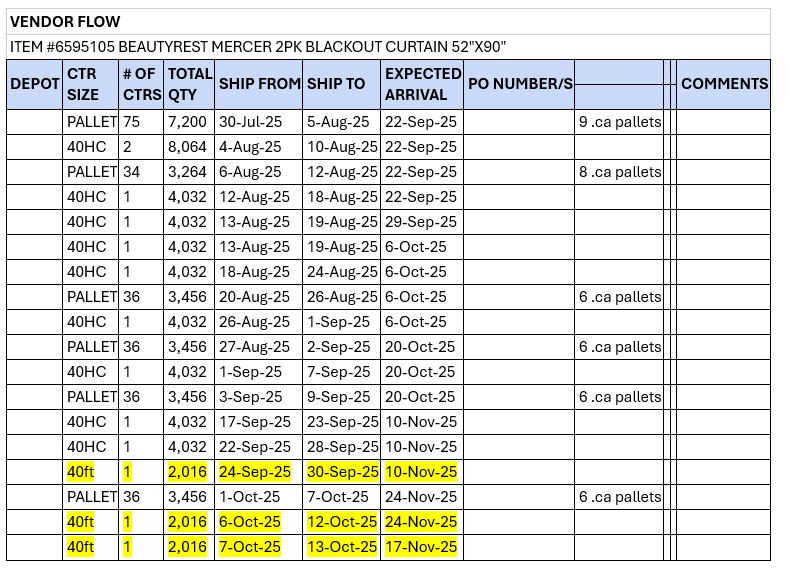 VENDOR FLOW
ITEM #6595105 BEAUTYREST MERCER 2PK BLACKOUT CURTAIN 52"X90"
DEPOT CTR SIZE # OF CTRS TOTAL QTY SHIP FROM SHIP TO EXPECTED ARRIVAL PO NUMBER/S COMMENTS
PALLET 75 7,200 30-Jul-25 5-Aug-25 22-Sep-25 9 .ca pallets
40HC 2 8,064 4-Aug-25 10-Aug-25 22-Sep-25
PALLET 34 3,264 6-Aug-25 12-Aug-25 22-Sep-25 8 .ca pallets
40HC 1 4,032 12-Aug-25 18-Aug-25 22-Sep-25
40HC 1 4,032 13-Aug-25 19-Aug-25 29-Sep-25
40HC 1 4,032 13-Aug-25 19-Aug-25 6-Oct-25
40HC 1 4,032 18-Aug-25 24-Aug-25 6-Oct-25
PALLET 36 3,456 20-Aug-25 26-Aug-25 6-Oct-25 6 .ca pallets
40HC 1 4,032 26-Aug-25 1-Sep-25 6-Oct-25
PALLET 36 3,456 27-Aug-25 2-Sep-25 20-Oct-25 6 .ca pallets
40HC 1 4,032 1-Sep-25 7-Sep-25 20-Oct-25
PALLET 36 3,456 3-Sep-25 9-Sep-25 20-Oct-25 6 .ca pallets
40HC 1 4,032 17-Sep-25 23-Sep-25 10-Nov-25
40HC 1 4,032 22-Sep-25 28-Sep-25 10-Nov-25
40ft 1 2,016 24-Sep-25 30-Sep-25 10-Nov-25
PALLET 36 3,456 1-Oct-25 7-Oct-25 24-Nov-25 6 .ca pallets
40ft 1 2,016 6-Oct-25 12-Oct-25 24-Nov-25
40ft 1 2,016 7-Oct-25 13-Oct-25 17-Nov-25